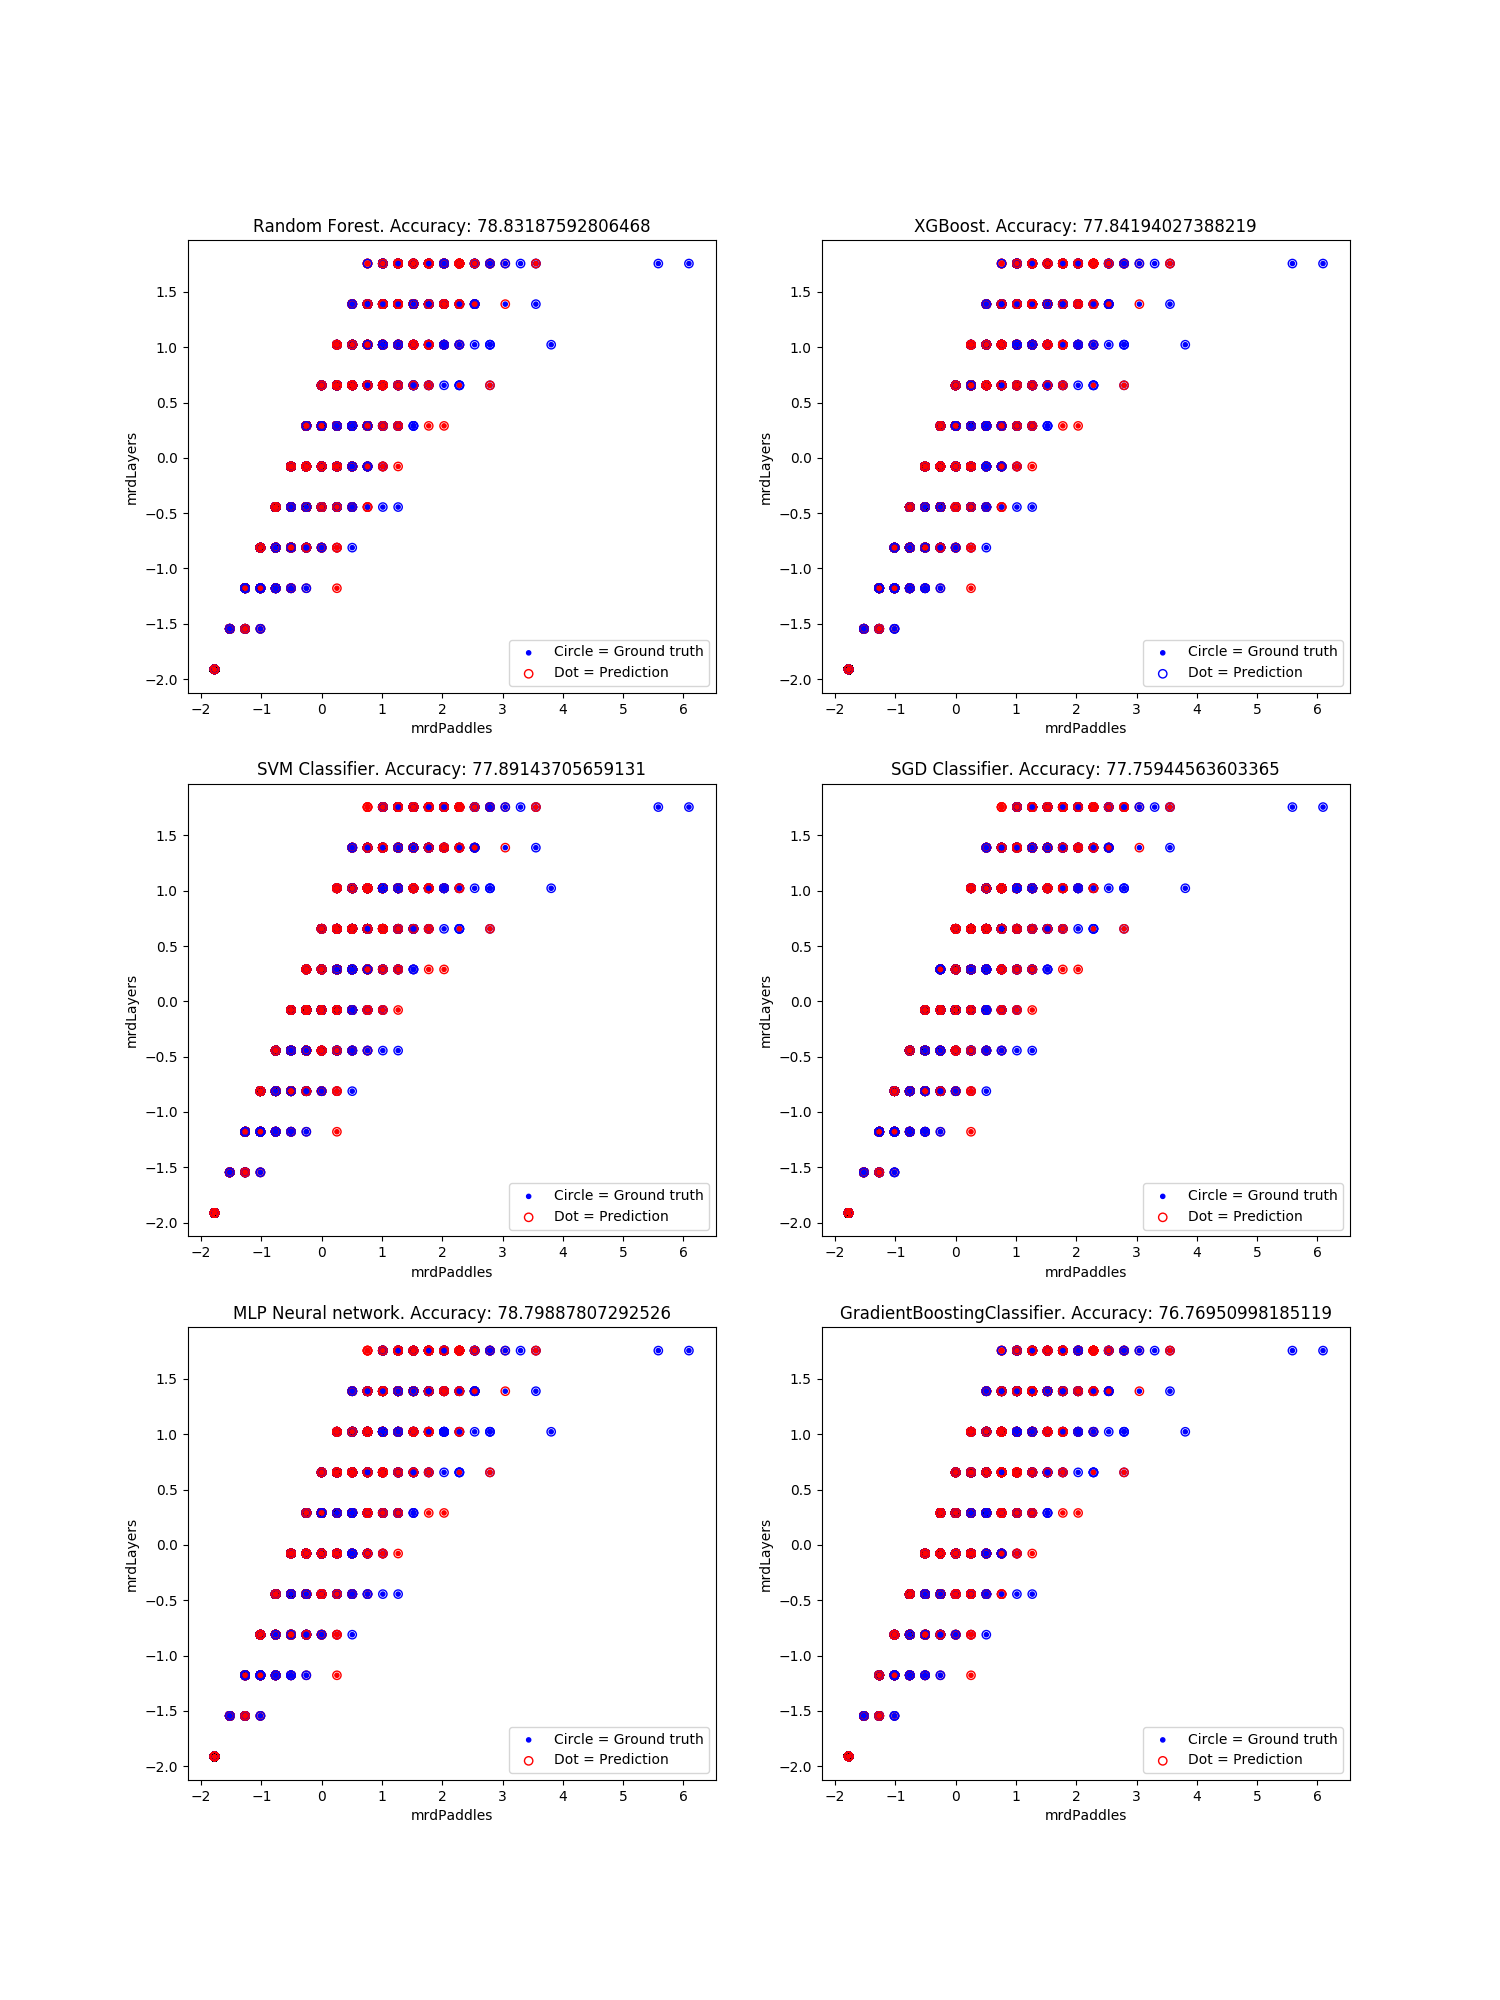 Random Forest. Accuracy: 78.83187592806468
1.5
1.0
0.5
0.0
−0.5
−1.0
−1.5
−2.0
mrdLayers
Circle = Ground truth
Dot = Prediction
−2 −1 0 1 2 3 4 5 6
mrdPaddles
XGBoost. Accuracy: 77.84194027388219
1.5
1.0
0.5
0.0
−0.5
−1.0
−1.5
−2.0
mrdLayers
Circle = Ground truth
Dot = Prediction
−2 −1 0 1 2 3 4 5 6
mrdPaddles
SVM Classifier. Accuracy: 77.89143705659131
1.5
1.0
0.5
0.0
−0.5
−1.0
−1.5
−2.0
mrdLayers
Circle = Ground truth
Dot = Prediction
−2 −1 0 1 2 3 4 5 6
mrdPaddles
SGD Classifier. Accuracy: 77.75944563603365
1.5
1.0
0.5
0.0
−0.5
−1.0
−1.5
−2.0
mrdLayers
Circle = Ground truth
Dot = Prediction
−2 −1 0 1 2 3 4 5 6
mrdPaddles
MLP Neural network. Accuracy: 78.79887807292526
1.5
1.0
0.5
0.0
−0.5
−1.0
−1.5
−2.0
mrdLayers
Circle = Ground truth
Dot = Prediction
−2 −1 0 1 2 3 4 5 6
mrdPaddles
GradientBoostingClassifier. Accuracy: 76.76950998185119
1.5
1.0
0.5
0.0
−0.5
−1.0
−1.5
−2.0
mrdLayers
Circle = Ground truth
Dot = Prediction
−2 −1 0 1 2 3 4 5 6
mrdPaddles